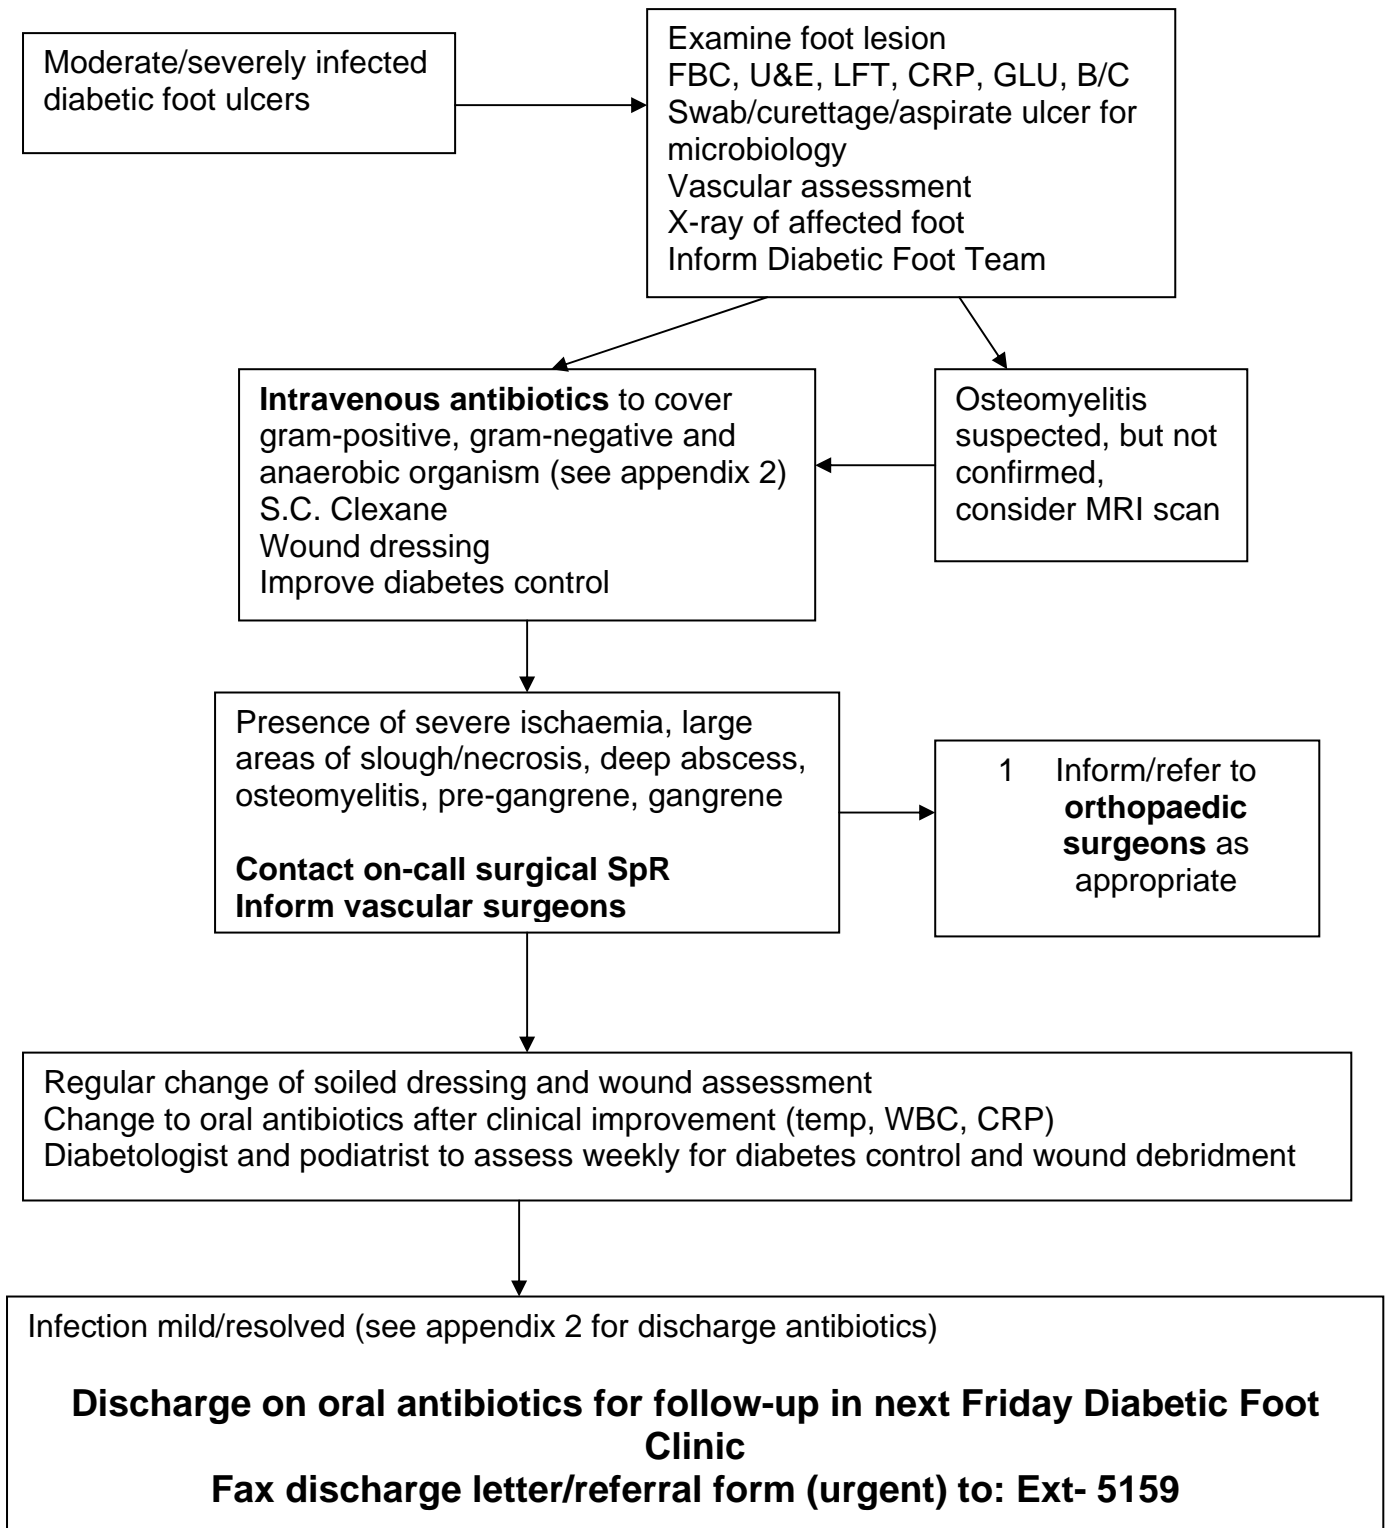 Moderate/severely infected
diabetic foot ulcers
Examine foot lesion
FBC, U&E, LFT, CRP, GLU, B/C
Swab/curettage/aspirate ulcer for
microbiology
Vascular assessment
X-ray of affected foot
Inform Diabetic Foot Team
Intravenous antibiotics to cover
gram-positive, gram-negative and
anaerobic organism (see appendix 2)
S.C. Clexane
Wound dressing
Improve diabetes control
Osteomyelitis
suspected, but not
confirmed,
consider MRI scan
Presence of severe ischaemia, large
areas of slough/necrosis, deep abscess,
osteomyelitis, pre-gangrene, gangrene
Contact on-call surgical SpR
Inform vascular surgeons
1 Inform/refer to
orthopaedic
surgeons as
appropriate
Regular change of soiled dressing and wound assessment
Change to oral antibiotics after clinical improvement (temp, WBC, CRP)
Diabetologist and podiatrist to assess weekly for diabetes control and wound debridment
Infection mild/resolved (see appendix 2 for discharge antibiotics)
Discharge on oral antibiotics for follow-up in next Friday Diabetic Foot
Clinic
Fax discharge letter/referral form (urgent) to: Ext- 5159